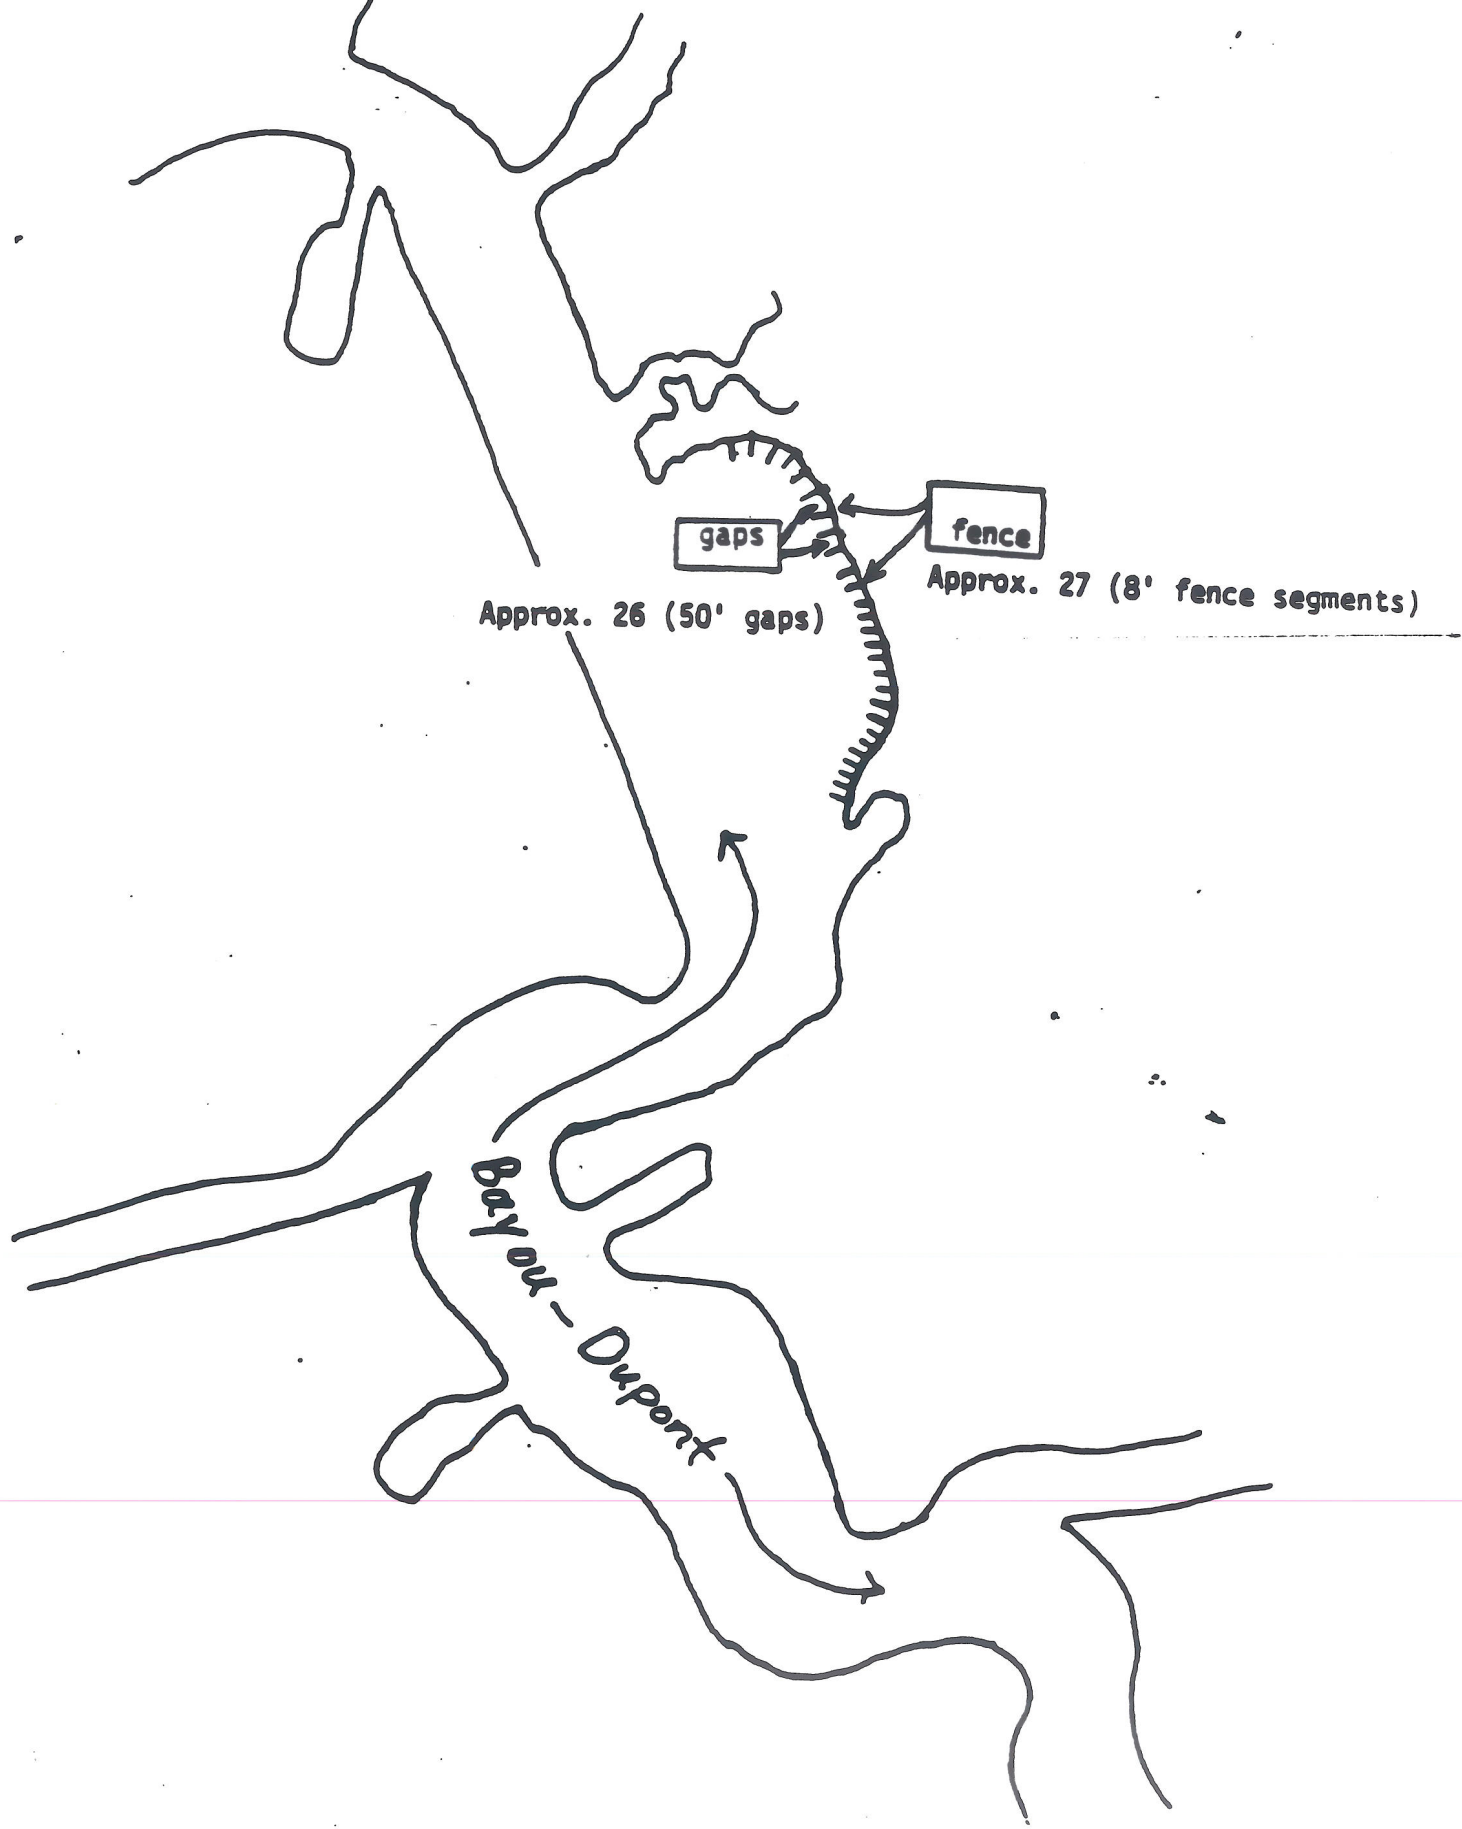 gaps
fence
Approx. 27 (8' fence segments)
Approx. 26 (50' gaps)
Bayou - Dupont